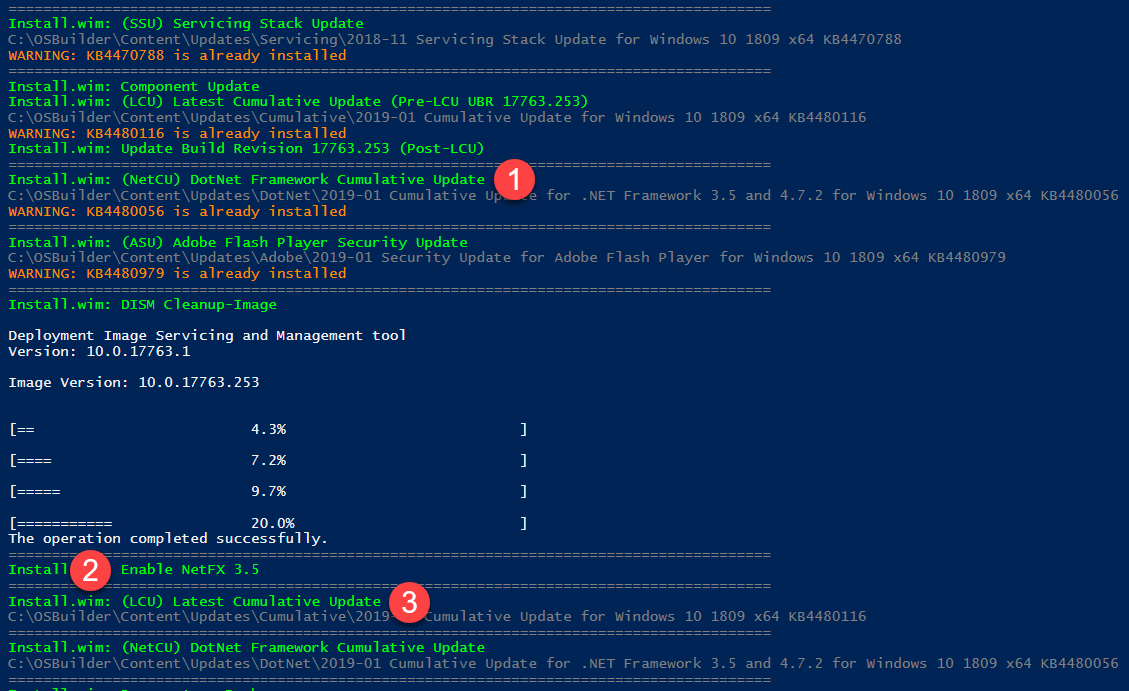 ================================================================================
Install.wim: (SSU) Servicing Stack Update
C:\OSBuilder\Content\Updates\Servicing\2018-11 Servicing Stack Update for Windows 10 1809 x64 KB4470788
WARNING: KB4470788 is already installed
================================================================================
Install.wim: Component Update
Install.wim: (LCU) Latest Cumulative Update (Pre-LCU UBR 17763.253)
C:\OSBuilder\Content\Updates\Cumulative\2019-01 Cumulative Update for Windows 10 1809 x64 KB4480116
WARNING: KB4480116 is already installed
Install.wim: Update Build Revision 17763.253 (Post-LCU)
================================================================================
Install.wim: (NetCU) DotNet Framework Cumulative Update 1
C:\OSBuilder\Content\Updates\DotNet\2019-01 Cumulative for .NET Framework 3.5 and 4.7.2 for Windows 10 1809 x64 KB4480056
WARNING: KB4480056 is already installed
================================================================================
Install.wim: (ASU) Adobe Flash Player Security Update
C:\OSBuilder\Content\Updates\Adobe\2019-01 Security Update for Adobe Flash Player for Windows 10 1809 x64 KB4480979
WARNING: KB4480979 is already installed
================================================================================
Install.wim: DISM Cleanup-Image
Deployment Image Servicing and Management tool
Version: 10.0.17763.1
Image Version: 10.0.17763.253
[== 4.3% ]
[==== 7.2% ]
[===== 9.7% ]
[=========== 20.0% ]
The operation completed successfully.
================================================================================
Install 2 Enable NetFX 3.5
================================================================================
Install.wim: (LCU) Latest Cumulative Update 3
C:\OSBuilder\Content\Updates\Cumulative\2019- Cumulative Update for Windows 10 1809 x64 KB4480116
================================================================================
Install.wim: (NetCU) DotNet Framework Cumulative Update
C:\OSBuilder\Content\Updates\DotNet\2019-01 Cumulative Update for .NET Framework 3.5 and 4.7.2 for Windows 10 1809 x64 KB4480056
================================================================================